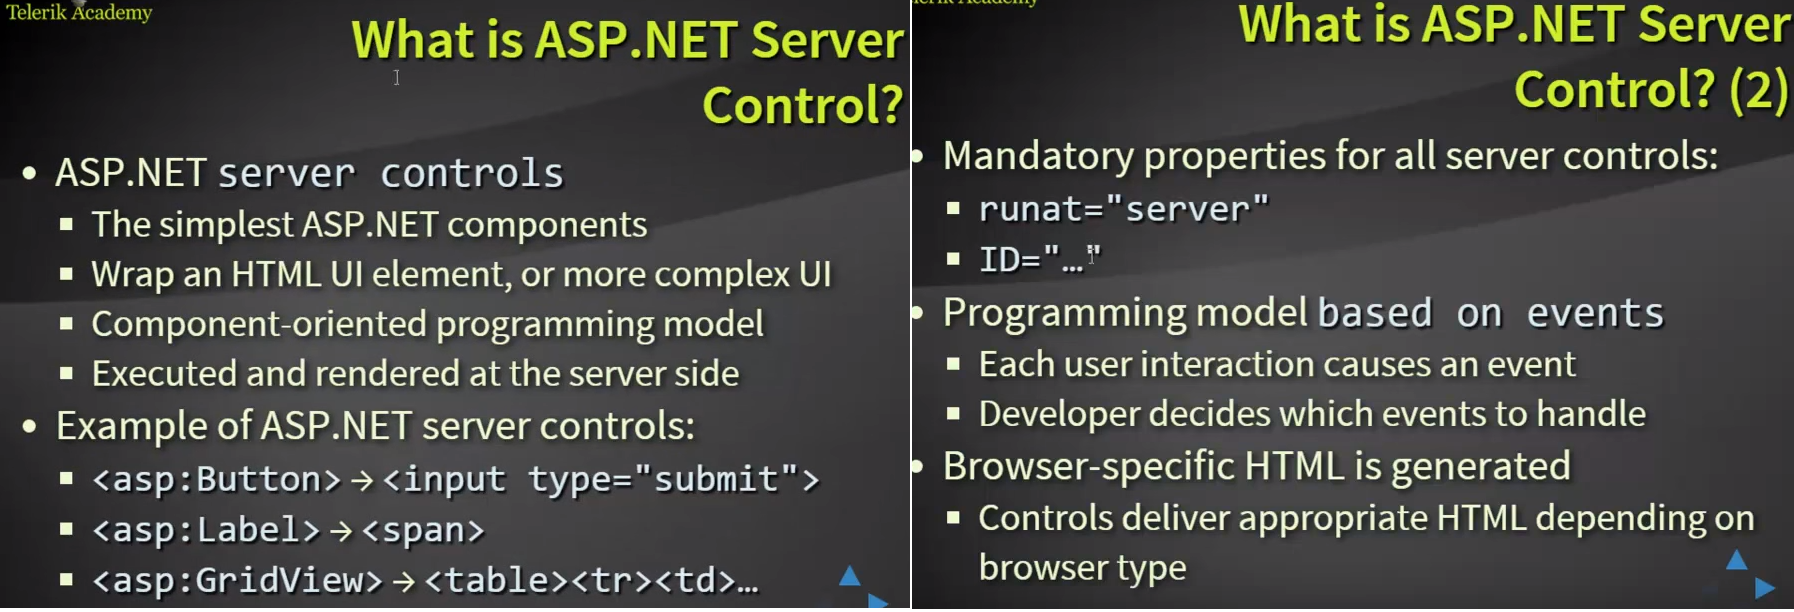 Telerik Academy
What is ASP.NET Server
Control?
• ASP.NET server controls
▪ The simplest ASP.NET components
▪ Wrap an HTML UI element, or more complex UI
▪ Component-oriented programming model
▪ Executed and rendered at the server side
• Example of ASP.NET server controls:
▪ <asp:Button>→<input type="submit">
▪ <asp:Label>→<span>
▪ <asp:GridView>→<table><tr><td>…
Telerik Academy
What is ASP.NET Server
Control? (2)
• Mandatory properties for all server controls:
▪ runat="server"
▪ ID="…"
• Programming model based on events
▪ Each user interaction causes an event
▪ Developer decides which events to handle
• Browser-specific HTML is generated
▪ Controls deliver appropriate HTML depending on
browser type